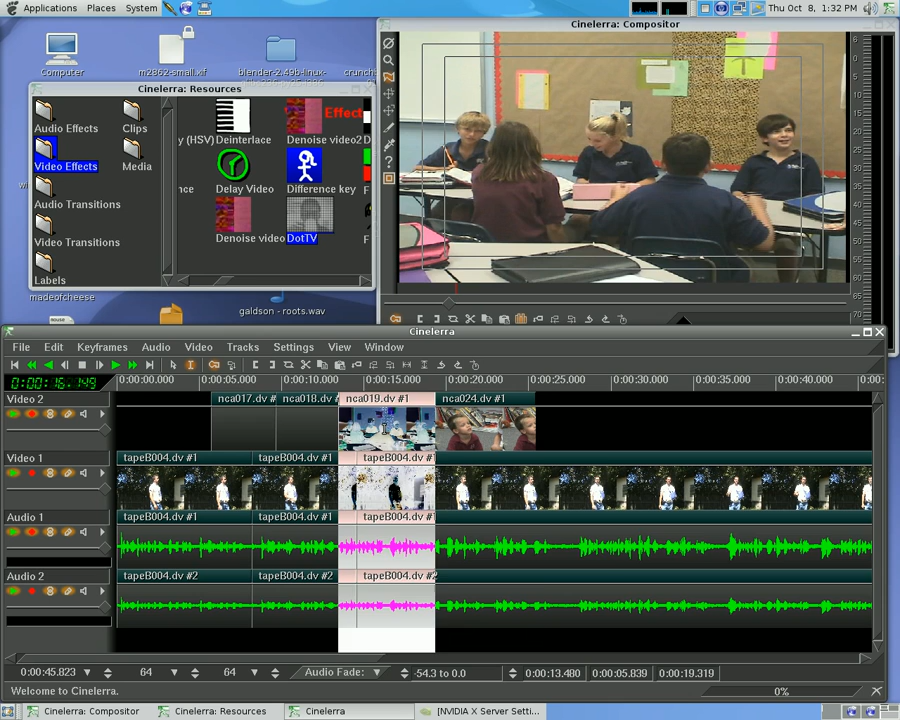 Applications Places System Thu Oct 8, 1:32 PM
Cinelerra: Compositor
Computer
m2862-small.xif
blender-2.49b-linux-
Cinelerra: Resources
Audio Effects
Clips
Video Effects
Media
Audio Transitions
Video Transitions
Labels
Effect
y (HSV) Deinterlace Denoise video2 D
nce Delay Video Difference key F
Denoise video DotTV F
madeofcheese
galdson - roots.wav
Cinelerra
File Edit Keyframes Audio Video Tracks Settings View Window
0:00:16.149
0:00:00.000 0:00:05.000 0:00:10.000 0:00:15.000 0:00:20.000 0:00:25.000 0:00:30.000 0:00:35.000 0:00:40.000 0:00:
Video 2
nca017.dv # nca018.dv nca019.dv #1 nca024.dv #1
Video 1
tapeB004.dv #1 tapeB004.dv #1 tapeB004.dv #1
Audio 1
tapeB004.dv #1 tapeB004.dv #1 tapeB004.dv #1
Audio 2
tapeB004.dv #2 tapeB004.dv #2 tapeB004.dv #2
0:00:45.823 64 64 Audio Fade: -54.3 to 0.0 0:00:13.480 0:00:05.839 0:00:19.319
Welcome to Cinelerra.
0%
Cinelerra: Compositor Cinelerra: Resources Cinelerra [NVIDIA X Server Setti...